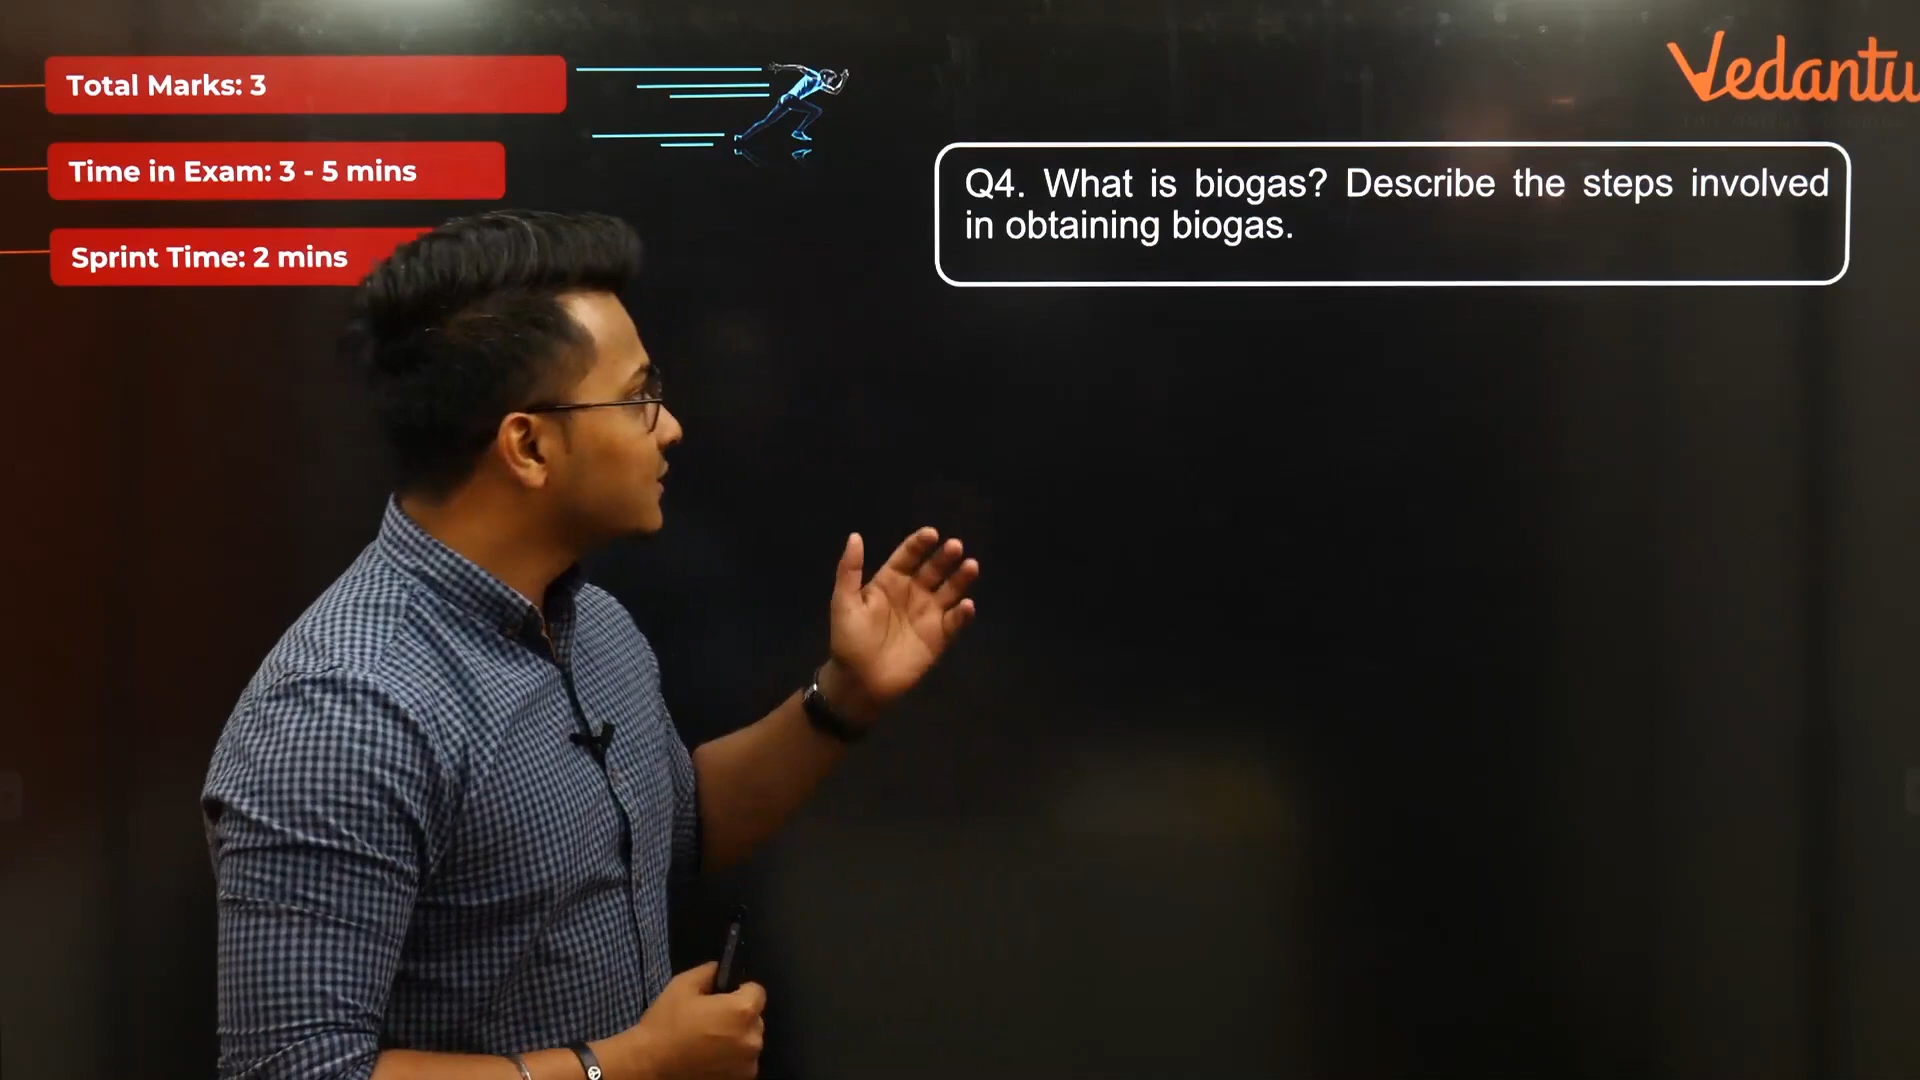 Total Marks: 3
Time in Exam: 3 - 5 mins
Sprint Time: 2 mins
Vedantu
Q4. What is biogas? Describe the steps involved
in obtaining biogas.